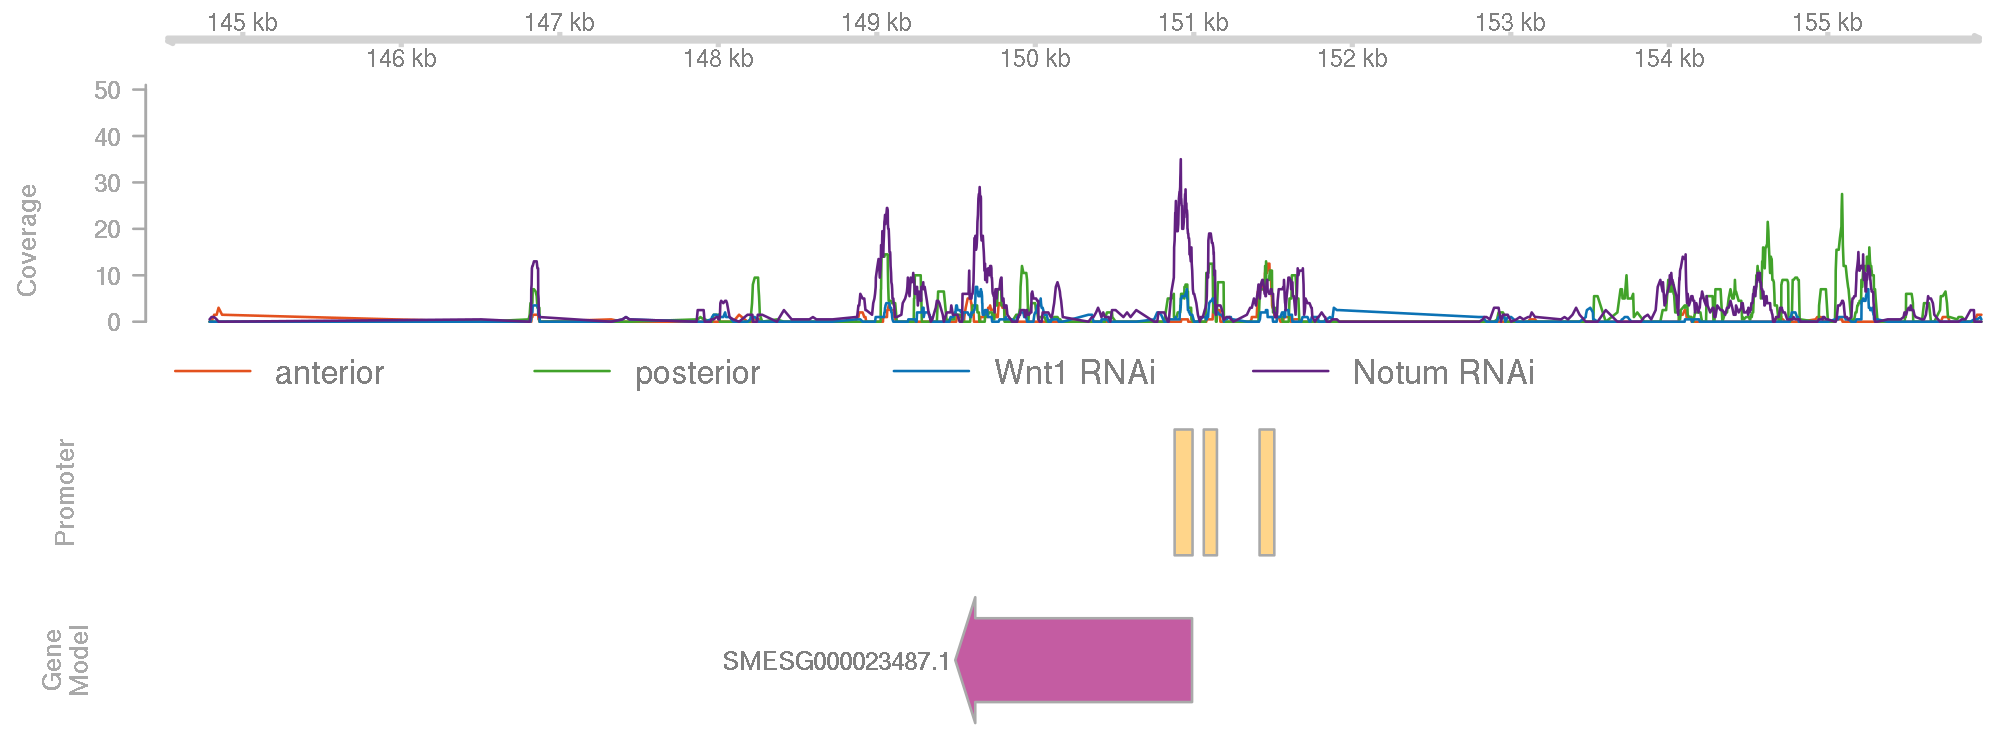 145 kb 147 kb 149 kb 151 kb 153 kb 155 kb
146 kb 148 kb 150 kb 152 kb 154 kb
Coverage
50
40
30
20
10
0
anterior posterior Wnt1 RNAi Notum RNAi
Promoter
Gene
Model
SMESG000023487.1